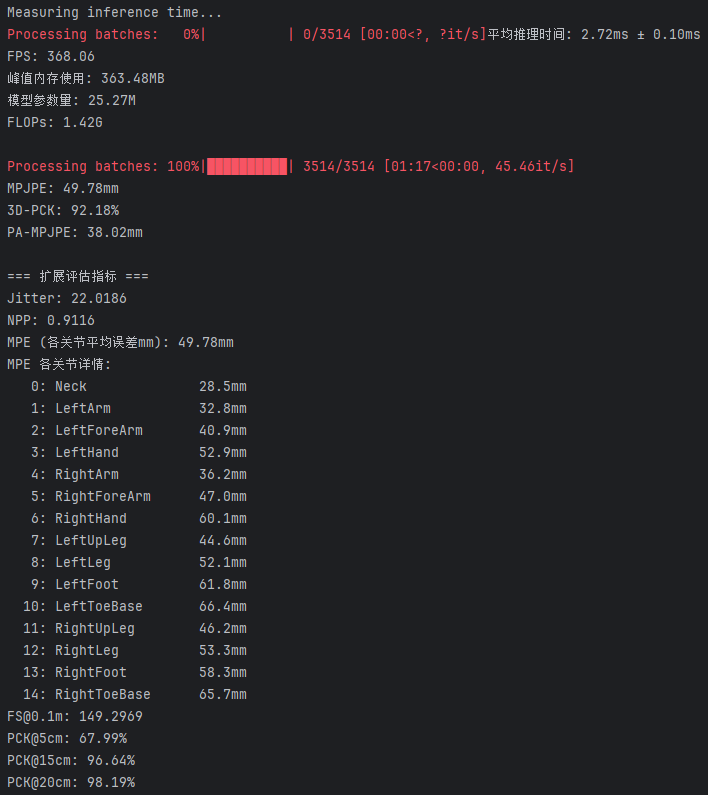 Measuring inference time...
Processing batches:   0%|          | 0/3514 [00:00<?, ?it/s]平均推理时间: 2.72ms ± 0.10ms
FPS: 368.06
峰值内存使用: 363.48MB
模型参数量: 25.27M
FLOPs: 1.42G
Processing batches: 100%|██████████| 3514/3514 [01:17<00:00, 45.46it/s]
MPJPE: 49.78mm
3D-PCK: 92.18%
PA-MPJPE: 38.02mm
=== 扩展评估指标 ===
Jitter: 22.0186
NPP: 0.9116
MPE (各关节平均误差mm): 49.78mm
MPE 各关节详情:
0: Neck 28.5mm
1: LeftArm 32.8mm
2: LeftForeArm 40.9mm
3: LeftHand 52.9mm
4: RightArm 36.2mm
5: RightForeArm 47.0mm
6: RightHand 60.1mm
7: LeftUpLeg 44.6mm
8: LeftLeg 52.1mm
9: LeftFoot 61.8mm
10: LeftToeBase 66.4mm
11: RightUpLeg 46.2mm
12: RightLeg 53.3mm
13: RightFoot 58.3mm
14: RightToeBase 65.7mm
FS@0.1m: 149.2969
PCK@5cm: 67.99%
PCK@15cm: 96.64%
PCK@20cm: 98.19%